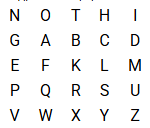 N O T H I
G A B C D
E F K L M
P Q R S U
V W X Y Z